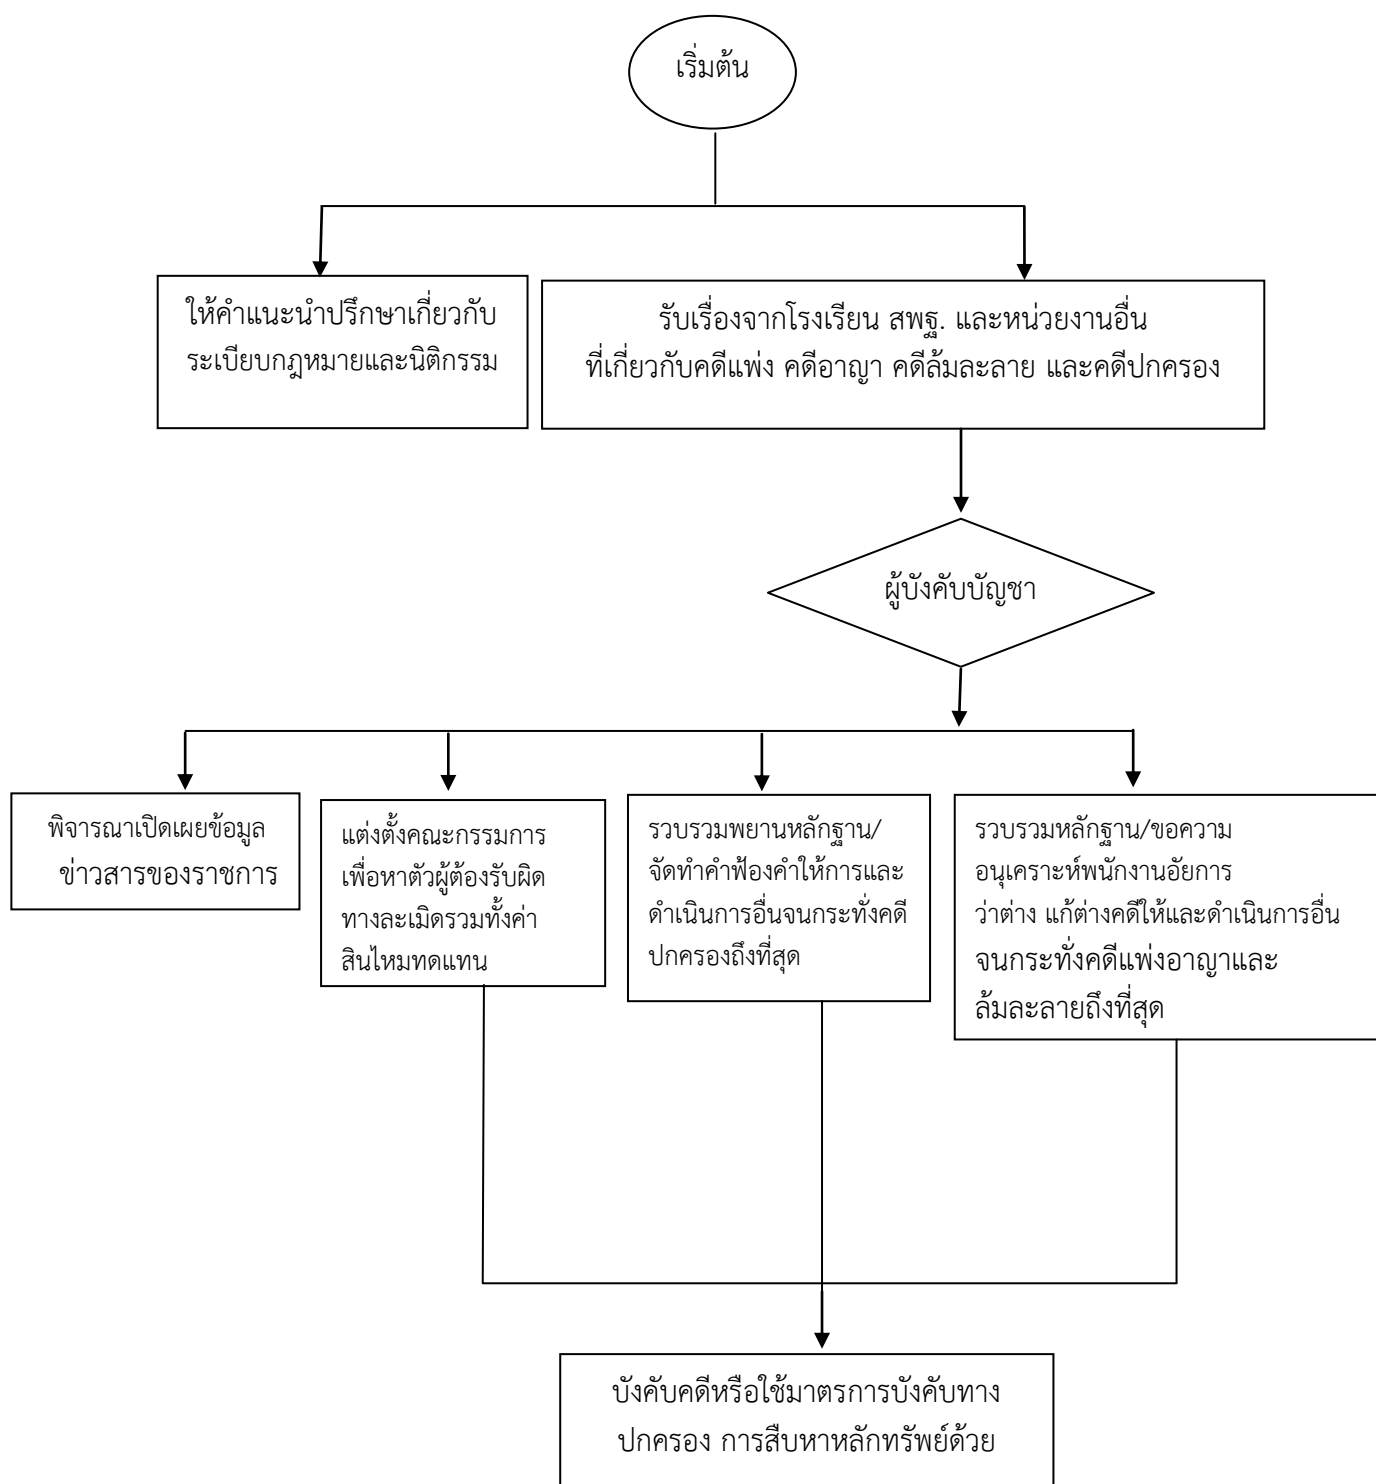 เริ่มต้น
ให้คำแนะนำปรึกษาเกี่ยวกับ
ระเบียบกฎหมายและนิติกรรม
รับเรื่องจากโรงเรียน สพฐ. และหน่วยงานอื่น
ที่เกี่ยวกับคดีแพ่ง คดีอาญา คดีล้มละลาย และคดีปกครอง
ผู้บังคับบัญชา
พิจารณาเปิดเผยข้อมูล
ข่าวสารของราชการ
แต่งตั้งคณะกรรมการ
เพื่อหาตัวผู้ต้องรับผิด
ทางละเมิดรวมทั้งค่า
สินไหมทดแทน
รวบรวมพยานหลักฐาน/
จัดทำคำฟ้องคำให้การและ
ดำเนินการอื่นจนกระทั่งคดี
ปกครองถึงที่สุด
รวบรวมหลักฐาน/ขอความ
อนุเคราะห์พนักงานอัยการ
ว่าต่าง แก้ต่างคดีให้และดำเนินการอื่น
จนกระทั่งคดีแพ่งอาญาและ
ล้มละลายถึงที่สุด
บังคับคดีหรือใช้มาตรการบังคับทาง
ปกครอง การสืบหาหลักทรัพย์ด้วย